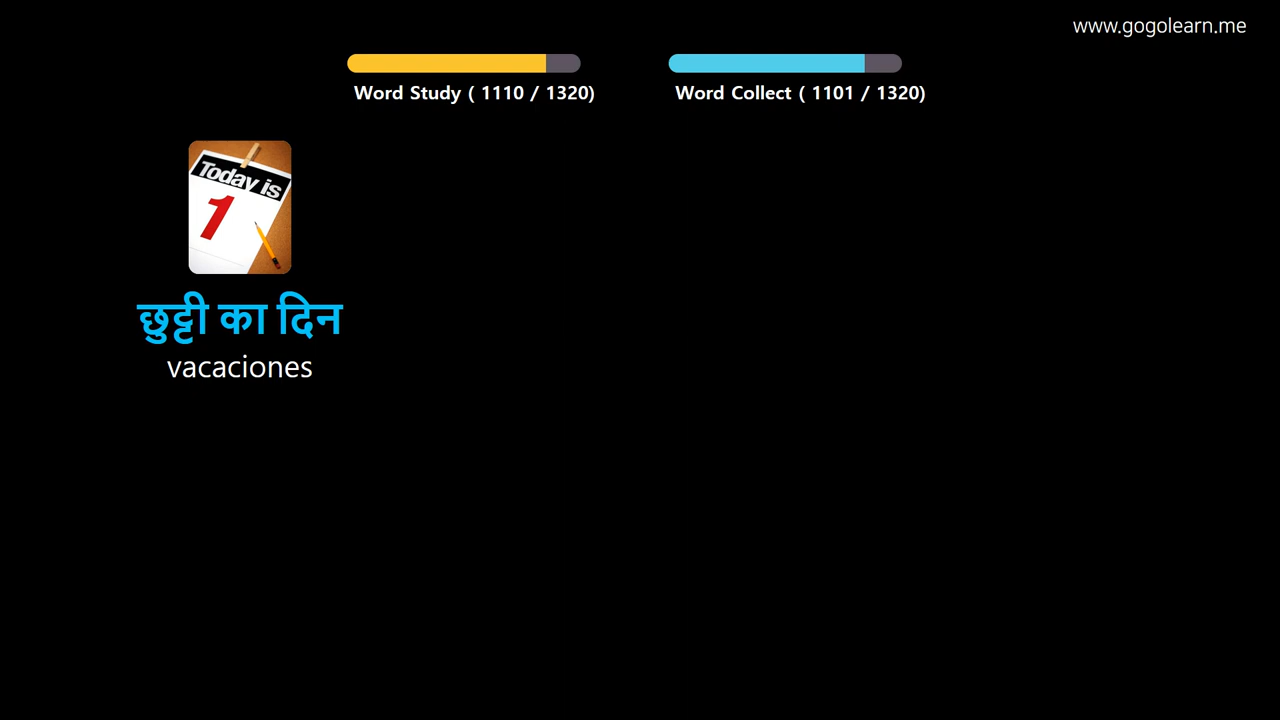 www.gogolearn.me
Word Study ( 1110 / 1320)
Word Collect ( 1101 / 1320)
Today is
1
छुट्टी का दिन
vacaciones